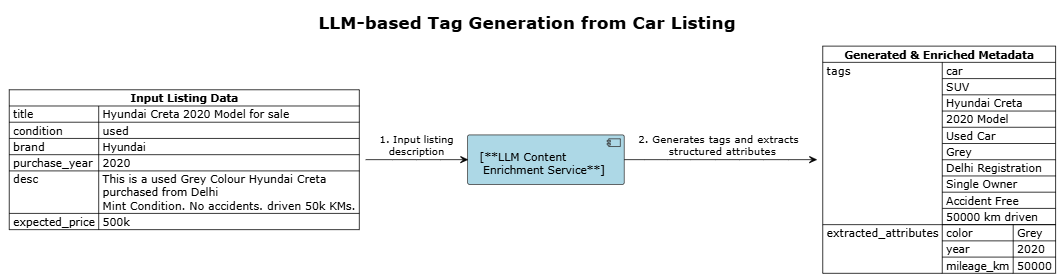 LLM-based Tag Generation from Car Listing
Input Listing Data
title Hyundai Creta 2020 Model for sale
condition used
brand Hyundai
purchase_year 2020
desc This is a used Grey Colour Hyundai Creta
purchased from Delhi
Mint Condition. No accidents. driven 50k KMs.
expected_price 500k
1. Input listing
description
[**LLM Content
Enrichment Service**]
2. Generates tags and extracts
structured attributes
Generated & Enriched Metadata
tags car
SUV
Hyundai Creta
2020 Model
Used Car
Grey
Delhi Registration
Single Owner
Accident Free
50000 km driven
extracted_attributes color Grey
year 2020
mileage_km 50000